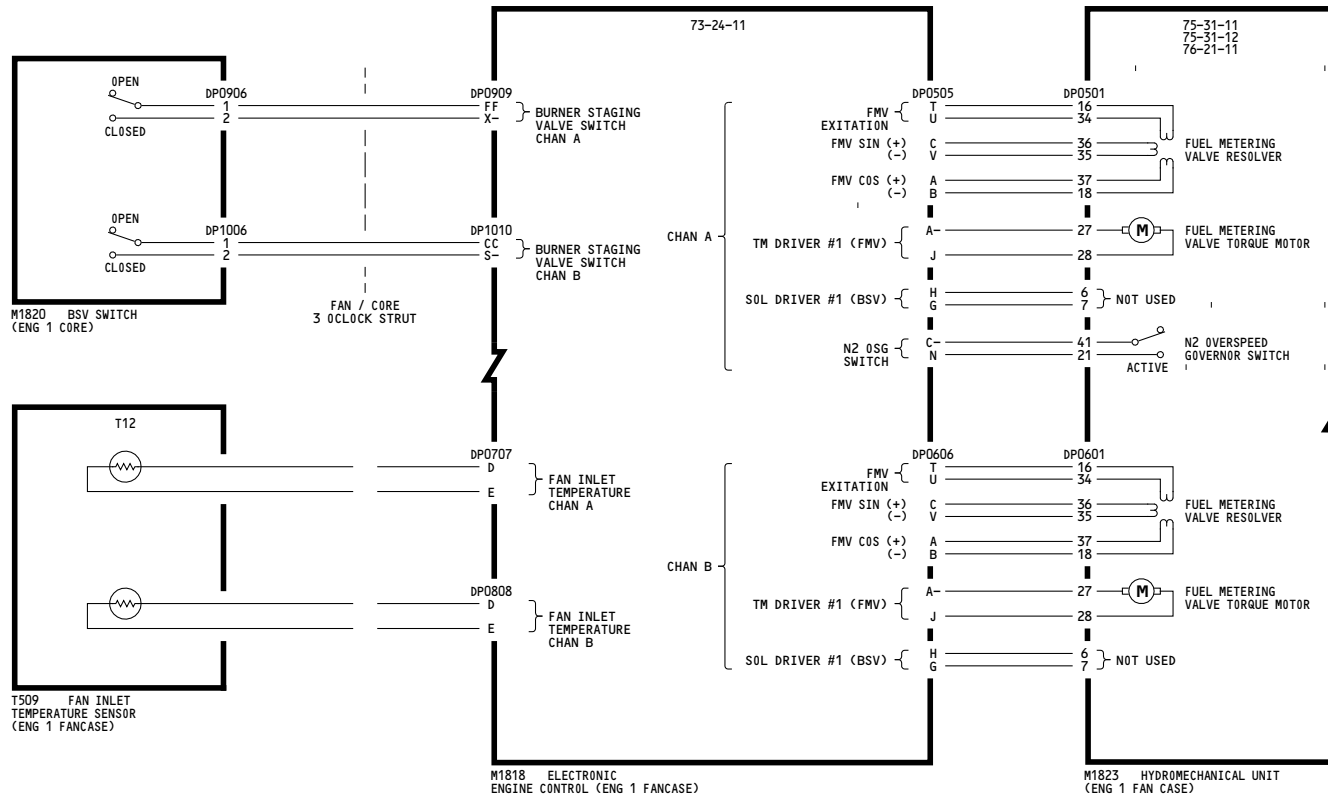 73-24-11
75-31-11
75-31-12
76-21-11
OPEN
CLOSED
DP0906
1
2
DP0909
FF
X-
BURNER STAGING
VALVE SWITCH
CHAN A
OPEN
CLOSED
DP1006
1
2
DP1010
CC
S-
BURNER STAGING
VALVE SWITCH
CHAN B
M1820 BSV SWITCH
(ENG 1 CORE)
FAN / CORE
3 OCLOCK STRUT
T12
DP0707
D
E
FAN INLET
TEMPERATURE
CHAN A
DP0808
D
E
FAN INLET
TEMPERATURE
CHAN B
T509 FAN INLET
TEMPERATURE SENSOR
(ENG 1 FANCASE)
CHAN A
DP0505
DP0501
FMV
EXITATION
T
U
16
34
FMV SIN (+)
(-)
C
V
36
35
FUEL METERING
VALVE RESOLVER
FMV COS (+)
(-)
A
B
37
18
TM DRIVER #1 (FMV)
A-
J
27
28
M
FUEL METERING
VALVE TORQUE MOTOR
SOL DRIVER #1 (BSV)
H
G
6
7
NOT USED
N2 OSG
SWITCH
C-
N
41
21
ACTIVE
N2 OVERSPEED
GOVERNOR SWITCH
CHAN B
DP0606
DP0601
FMV
EXITATION
T
U
16
34
FMV SIN (+)
(-)
C
V
36
35
FUEL METERING
VALVE RESOLVER
FMV COS (+)
(-)
A
B
37
18
TM DRIVER #1 (FMV)
A-
J
27
28
M
FUEL METERING
VALVE TORQUE MOTOR
SOL DRIVER #1 (BSV)
H
G
6
7
NOT USED
M1818 ELECTRONIC
ENGINE CONTROL (ENG 1 FANCASE)
M1823 HYDROMECHANICAL UNIT
(ENG 1 FAN CASE)